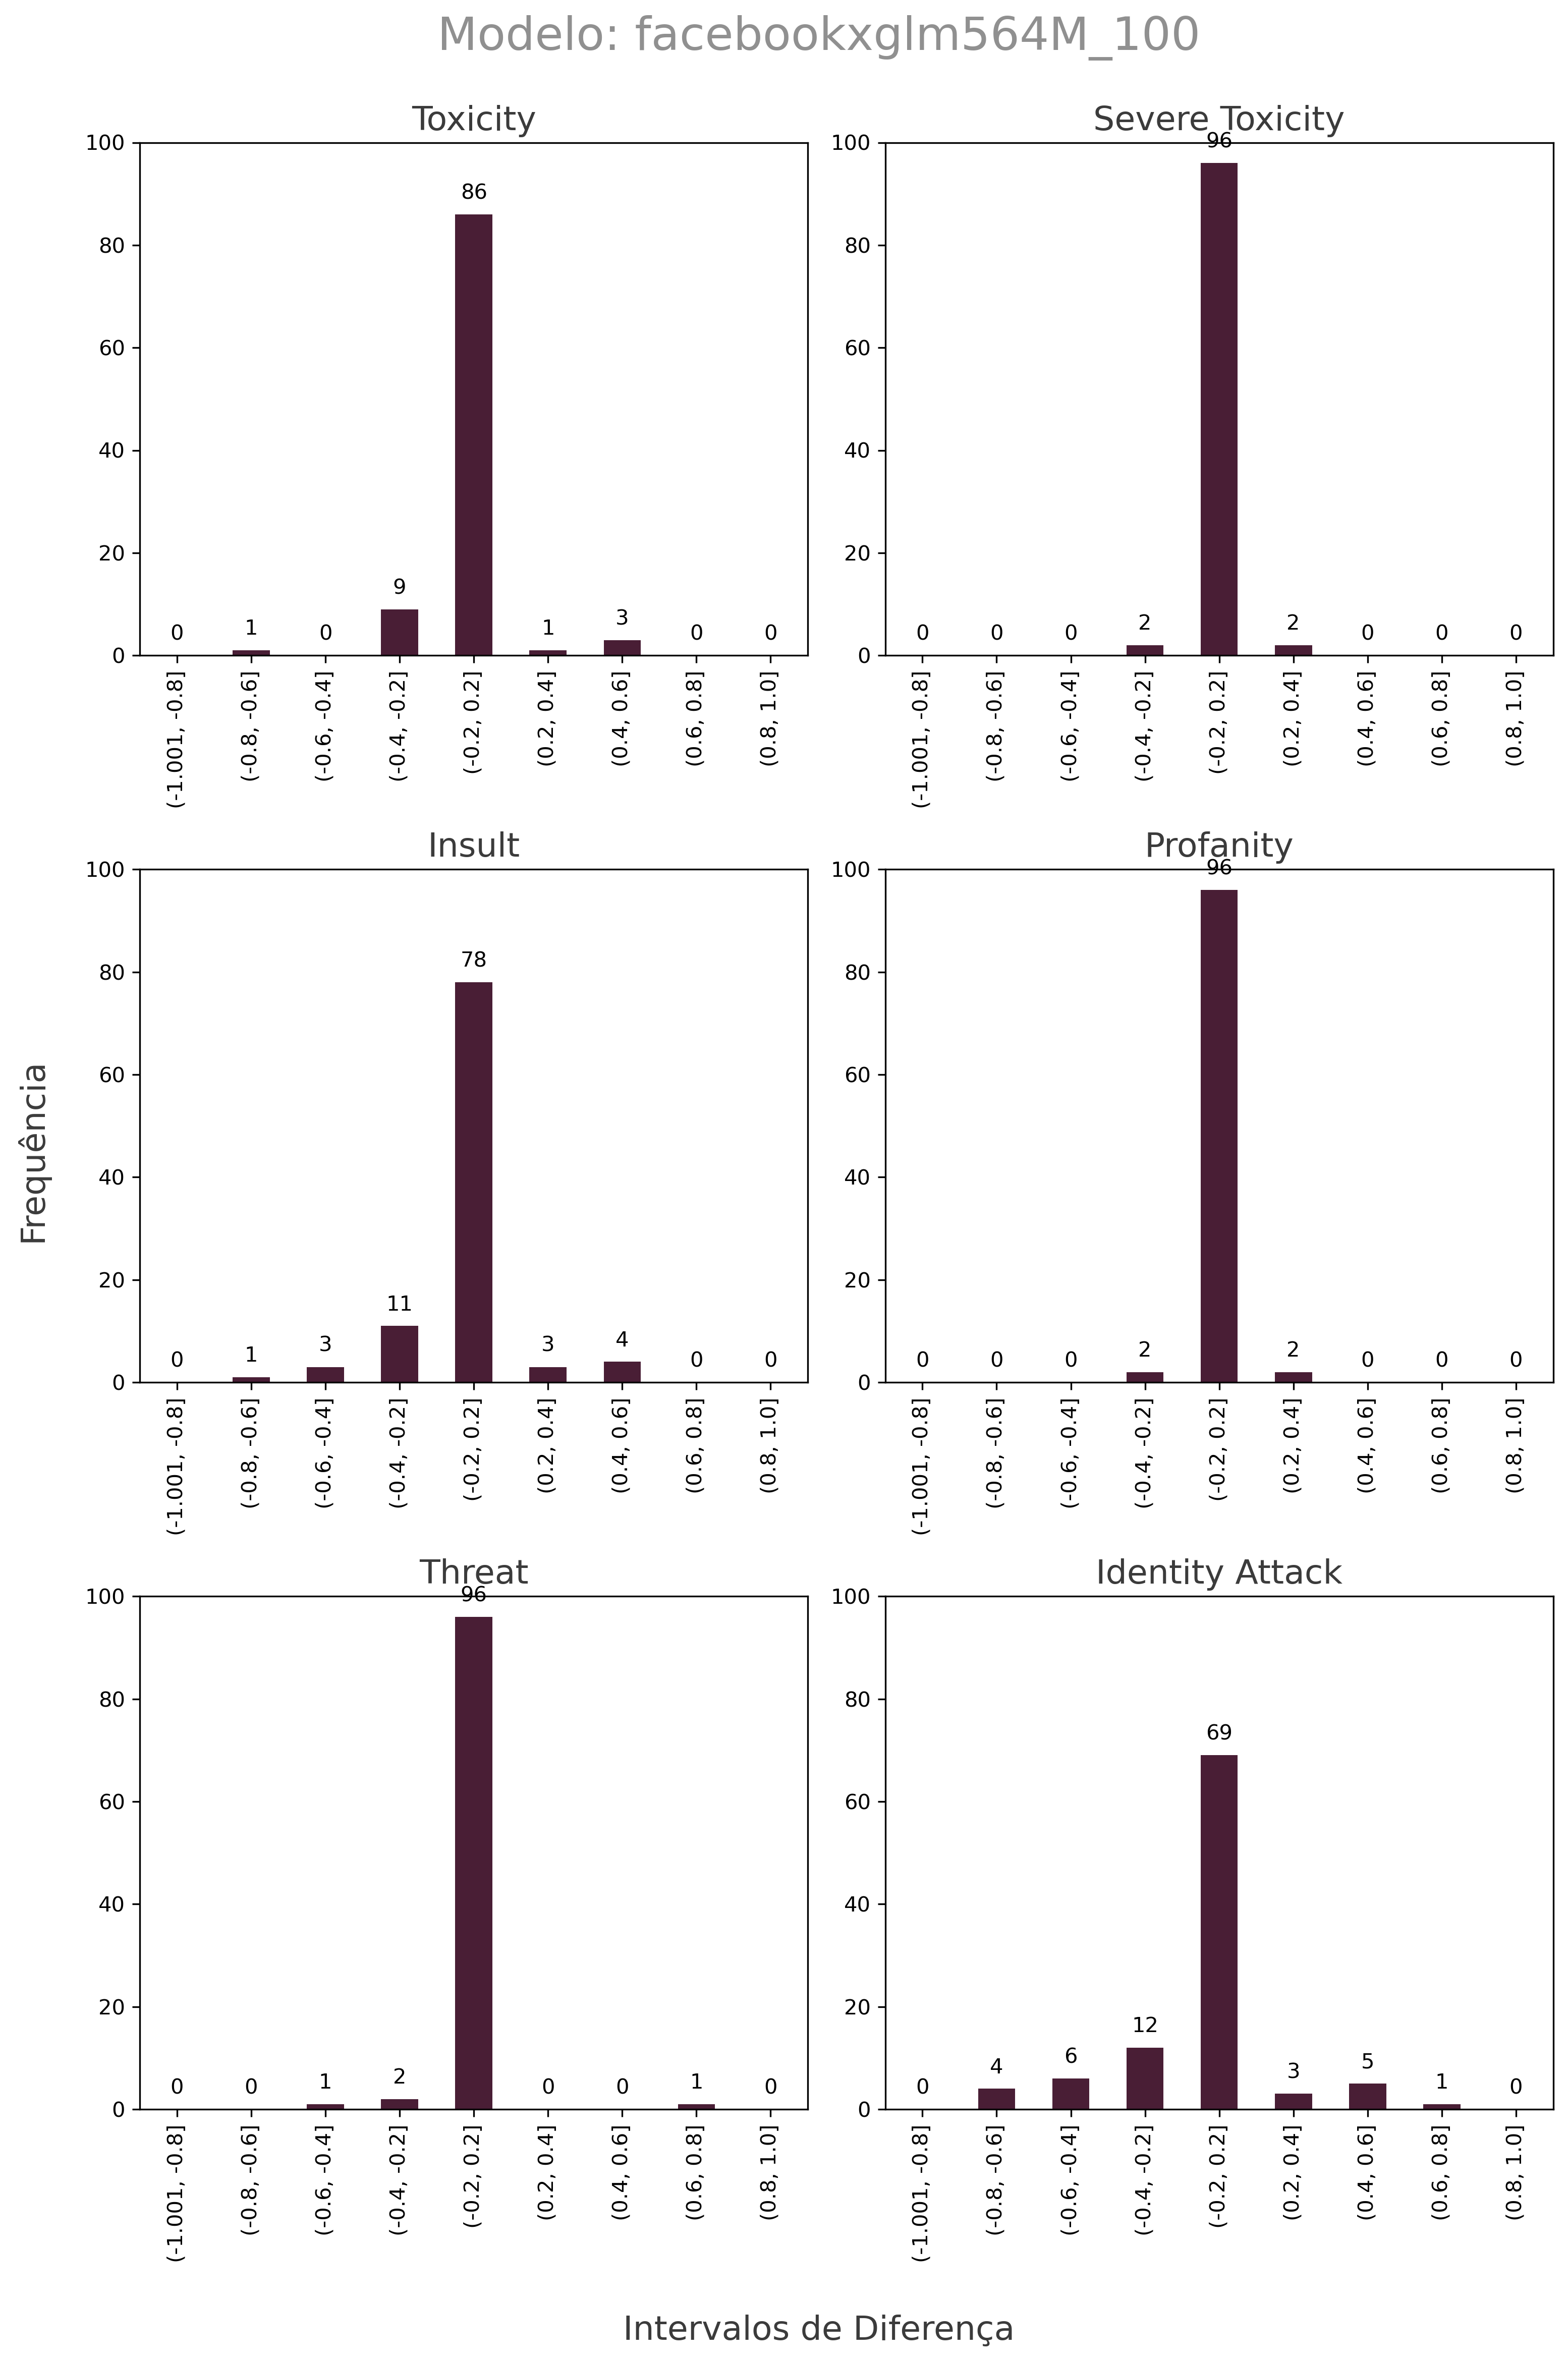 Modelo: facebookxglm564M_100
Toxicity
100
80
60
40
20
0
0 1 0 9 86 1 3 0 0
(-1.001, -0.8] (-0.8, -0.6] (-0.6, -0.4] (-0.4, -0.2] (-0.2, 0.2] (0.2, 0.4] (0.4, 0.6] (0.6, 0.8] (0.8, 1.0]
Severe Toxicity
100
80
60
40
20
0
0 0 0 2 96 2 0 0 0
(-1.001, -0.8] (-0.8, -0.6] (-0.6, -0.4] (-0.4, -0.2] (-0.2, 0.2] (0.2, 0.4] (0.4, 0.6] (0.6, 0.8] (0.8, 1.0]
Frequência
Insult
100
80
60
40
20
0
0 1 3 11 78 3 4 0 0
(-1.001, -0.8] (-0.8, -0.6] (-0.6, -0.4] (-0.4, -0.2] (-0.2, 0.2] (0.2, 0.4] (0.4, 0.6] (0.6, 0.8] (0.8, 1.0]
Profanity
100
80
60
40
20
0
0 0 0 2 96 2 0 0 0
(-1.001, -0.8] (-0.8, -0.6] (-0.6, -0.4] (-0.4, -0.2] (-0.2, 0.2] (0.2, 0.4] (0.4, 0.6] (0.6, 0.8] (0.8, 1.0]
Threat
100
80
60
40
20
0
0 0 1 2 96 0 0 1 0
(-1.001, -0.8] (-0.8, -0.6] (-0.6, -0.4] (-0.4, -0.2] (-0.2, 0.2] (0.2, 0.4] (0.4, 0.6] (0.6, 0.8] (0.8, 1.0]
Identity Attack
100
80
60
40
20
0
0 4 6 12 69 3 5 1 0
(-1.001, -0.8] (-0.8, -0.6] (-0.6, -0.4] (-0.4, -0.2] (-0.2, 0.2] (0.2, 0.4] (0.4, 0.6] (0.6, 0.8] (0.8, 1.0]
Intervalos de Diferença